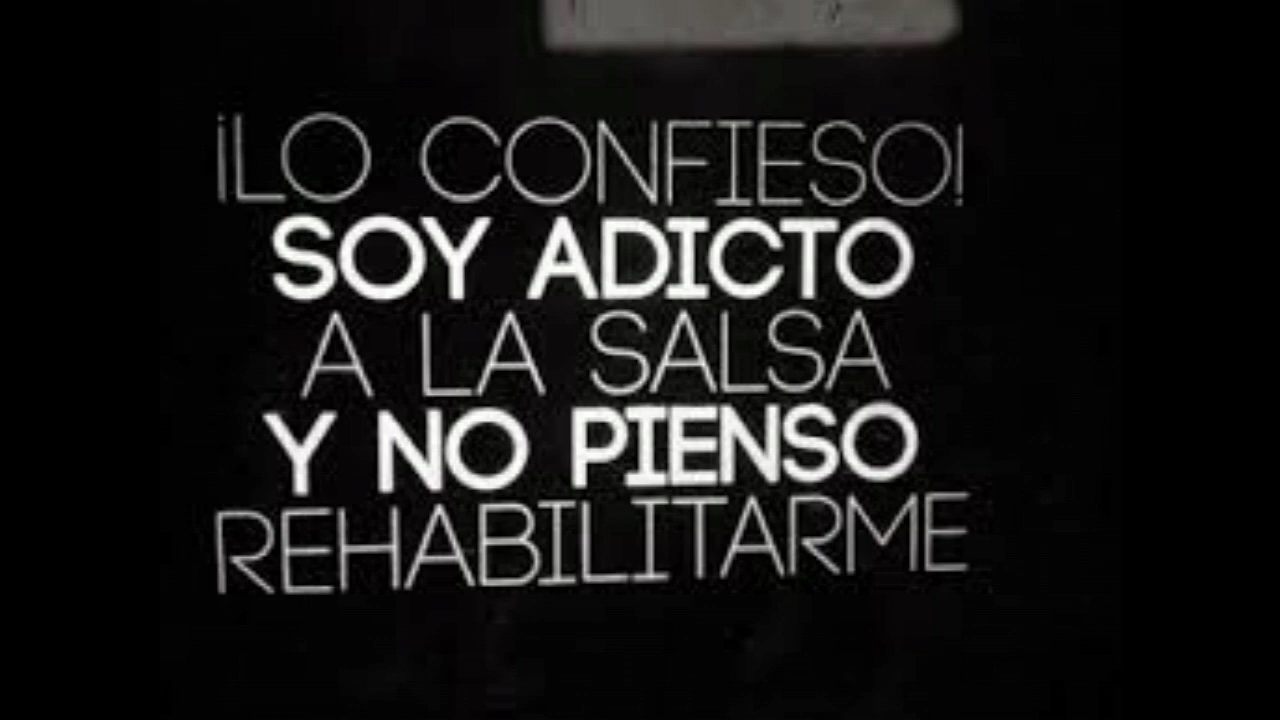 ¡LO CONFIESO!
SOY ADICTO
A LA SALSA
Y NO PIENSO
REHABILITARME